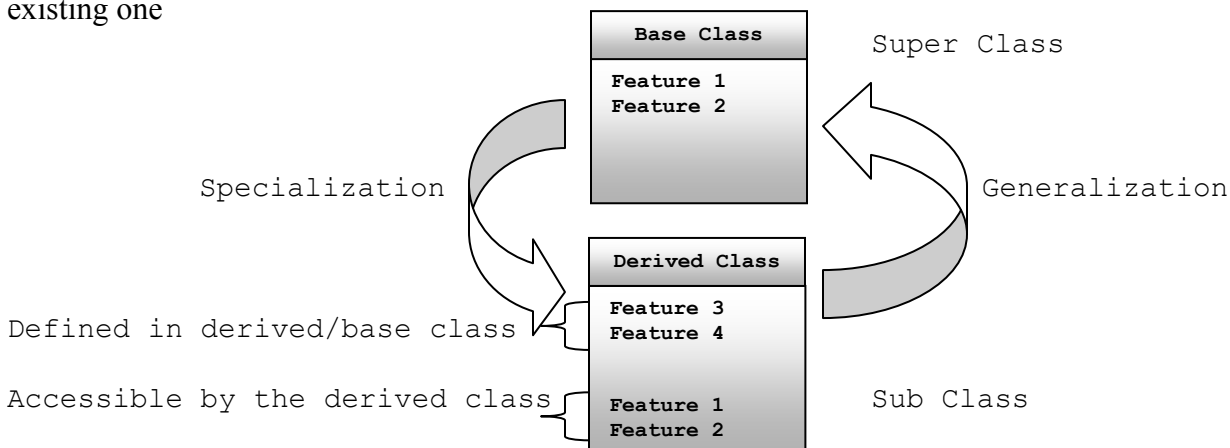 existing one
Base Class
Super Class
Feature 1
Feature 2
Specialization
Generalization
Derived Class
Feature 3
Feature 4
Defined in derived/base class
Accessible by the derived class
Feature 1
Feature 2
Sub Class